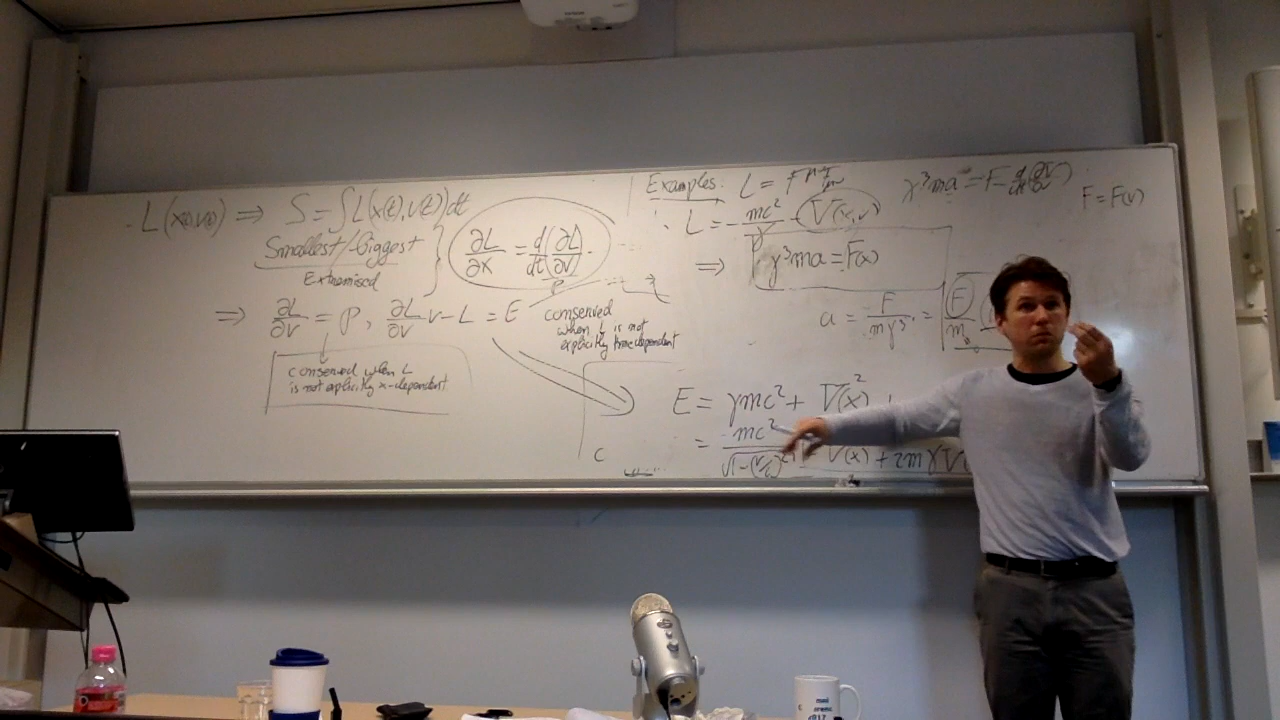 L(x(t),v(t)) ⇒ S = ∫L(x(t),v(t))dt
Smallest/Biggest
Extremised
∂L/∂x = d/dt(∂L/∂v).
P
⇒ ∂L/∂v = p, ∂L/∂v v - L = E
conserved
when L is not
explicitly time dependent
conserved when L
is not explicitly x-dependent
Examples: L =
L = -mc²/γ - V(x,v)
γ³ma = F - d/dt(∂V/∂v)
F = F(v)
⇒ γ³ma = F(x)
a = F/mγ³ = F/m
E = γmc² + V(x)
= mc²/√1-(v/c)² V(x) + 2mγV
C